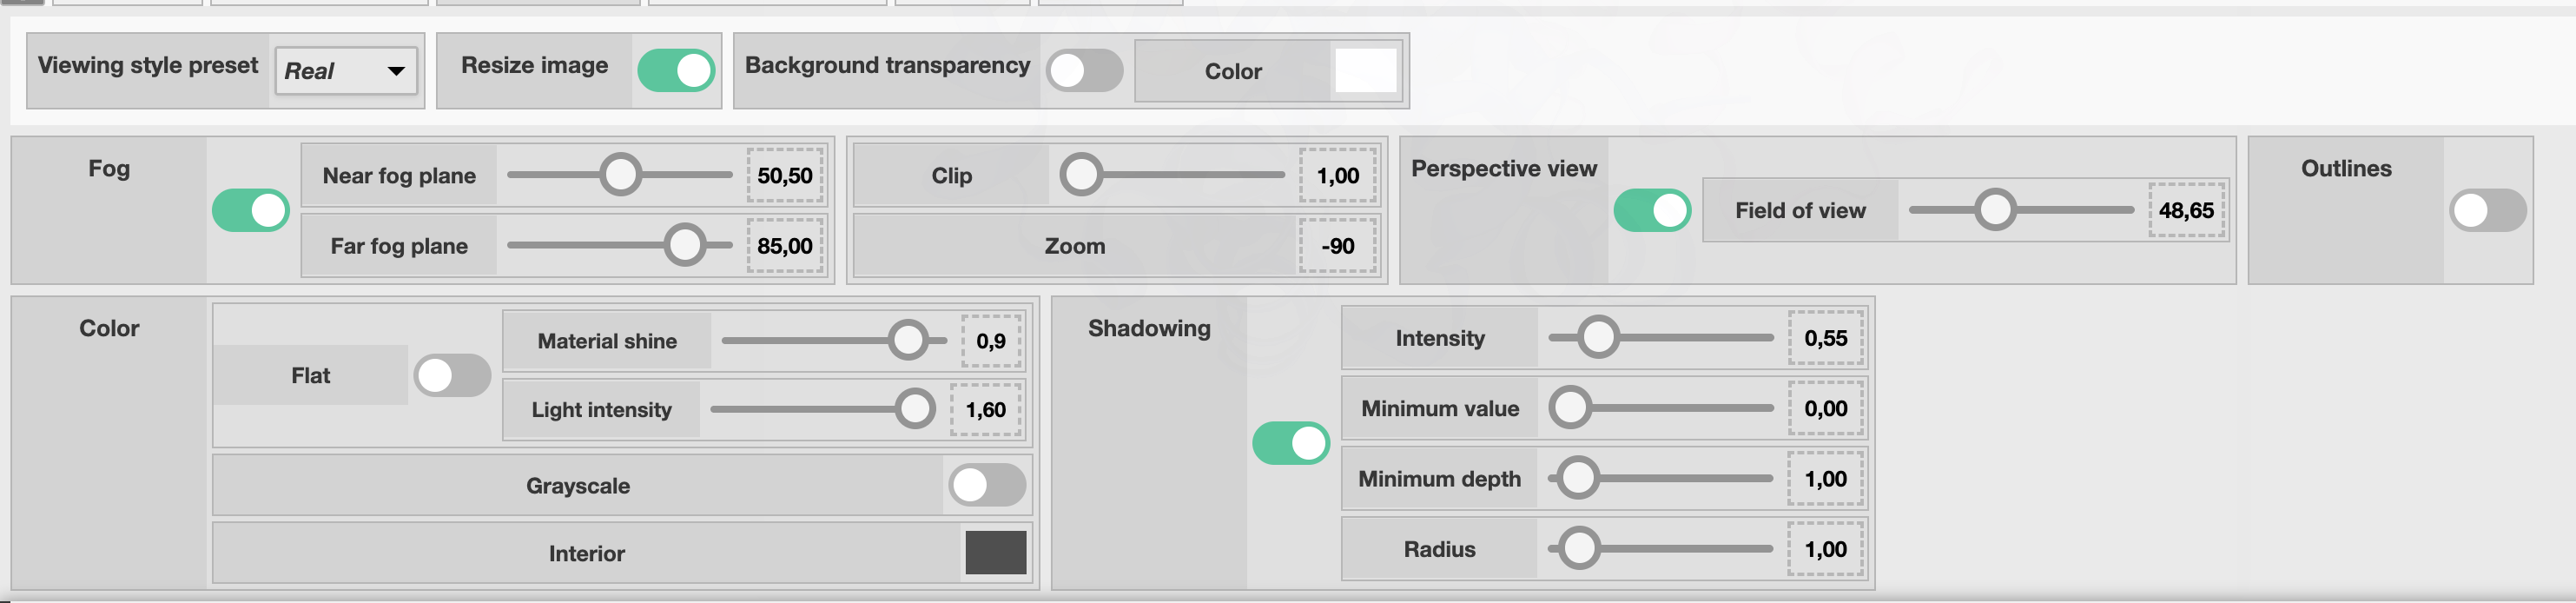 Viewing style preset Real Resize image Background transparency Color
Fog
Near fog plane 50,50
Far fog plane 85,00
Clip 1,00
Zoom -90
Perspective view
Field of view 48,65
Outlines
Color
Flat
Material shine 0,9
Light intensity 1,60
Grayscale
Interior
Shadowing
Intensity 0,55
Minimum value 0,00
Minimum depth 1,00
Radius 1,00